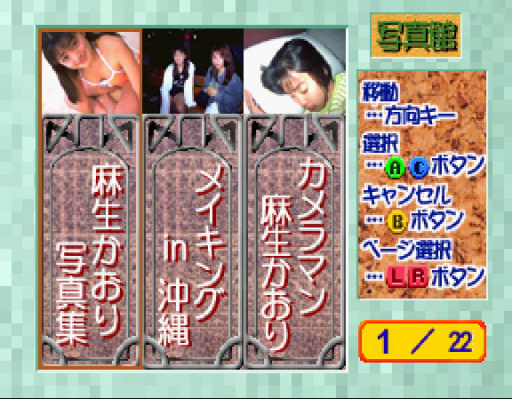 写真館
麻生かおり
写真集
メイキング
in 沖縄
カメラマン
麻生かおり
移動
…方向キー
選択
…ACボタン
キャンセル
…Bボタン
ページ選択
…LRボタン
1 / 22